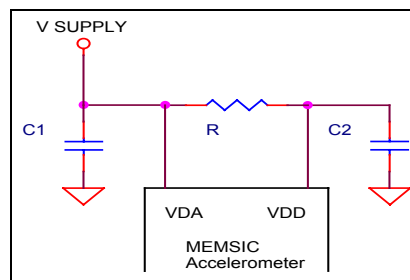 V SUPPLY
C1
R
C2
VDA
VDD
MEMSIC
Accelerometer